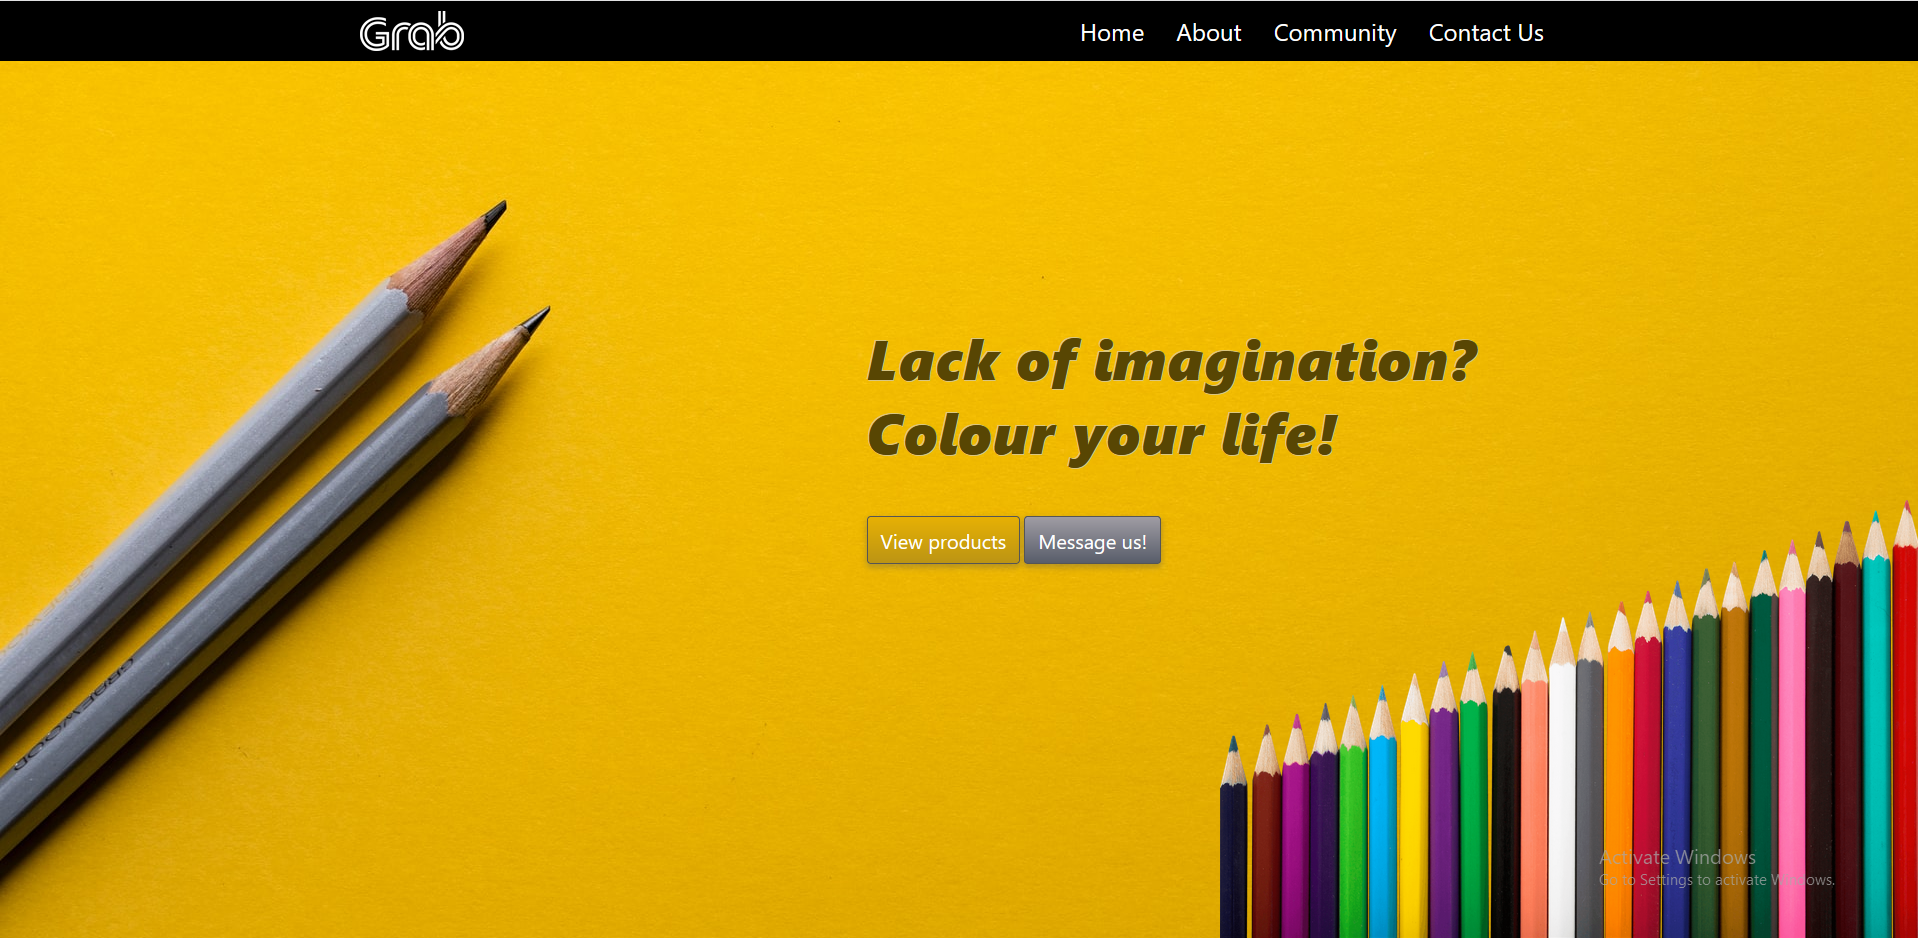 Grab
Home About Community Contact Us
Lack of imagination?
Colour your life!
View products Message us!
GREYWOOD
Activate Windows
Go to Settings to activate Windows.